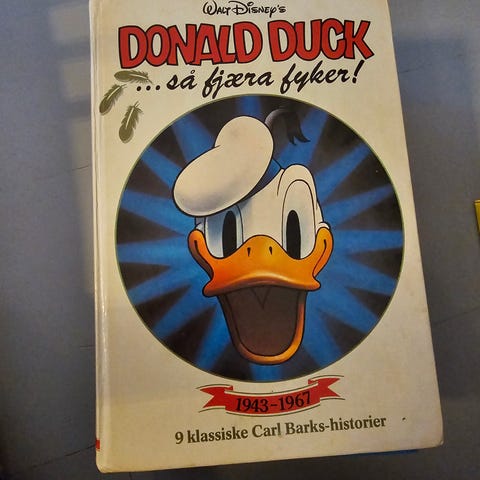 Walt Disney's
DONALD DUCK
...så fjæra fyker!
1943-1967
9 klassiske Carl Barks-historier